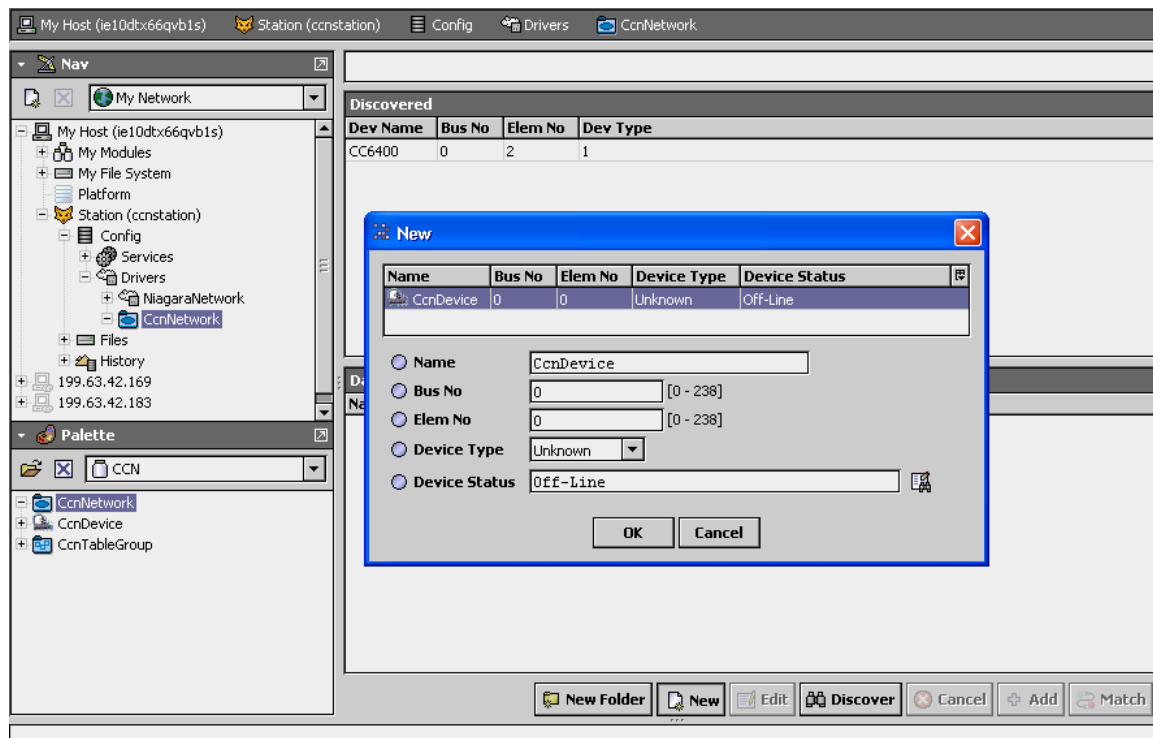 My Host (ie10dtx66qvb1s) Station (ccnstation) Config Drivers CcnNetwork
Nav
My Network
My Host (ie10dtx66qvb1s)
My Modules
My File System
Platform
Station (ccnstation)
Config
Services
Drivers
NiagaraNetwork
CcnNetwork
Files
History
199.63.42.169
199.63.42.183
Palette
CCN
CcnNetwork
CcnDevice
CcnTableGroup
Discovered
Dev Name Bus No Elem No Dev Type
CC6400 0 2 1
New
Name Bus No Elem No Device Type Device Status
CcnDevice 0 0 Unknown Off-Line
Name CcnDevice
Bus No 0 [0 - 238]
Elem No 0 [0 - 238]
Device Type Unknown
Device Status Off-Line
OK Cancel
New Folder New Edit Discover Cancel Add Match